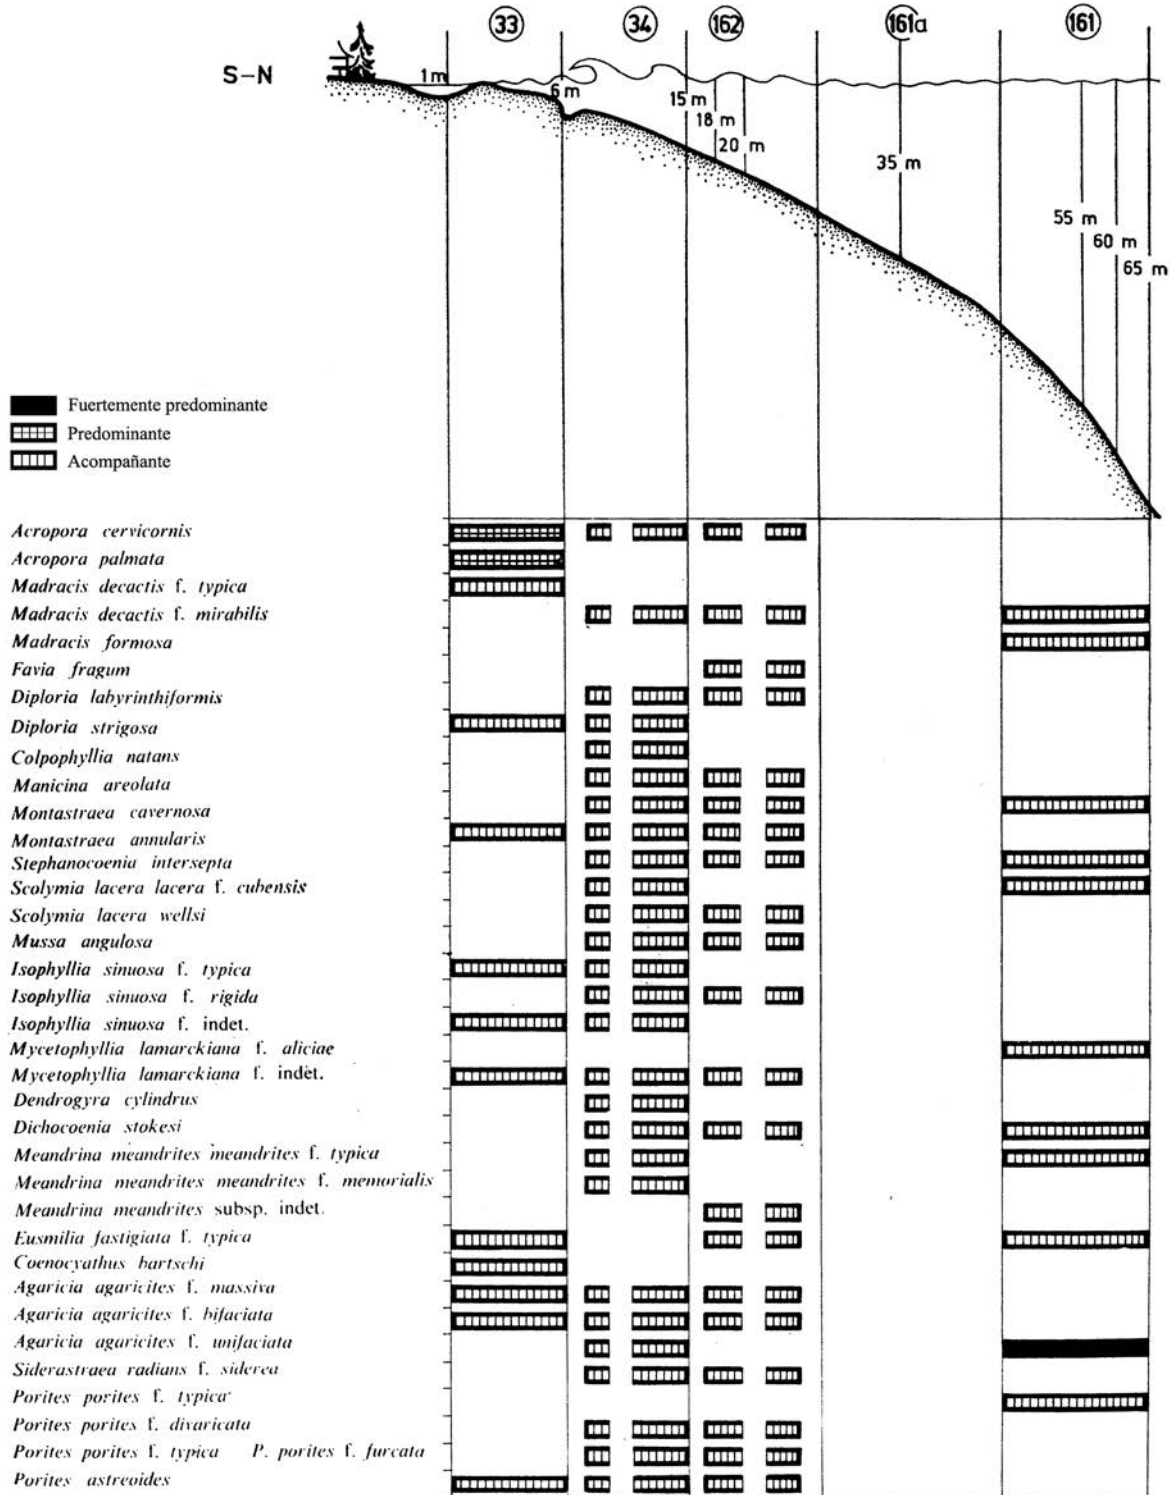 33 34 162 161a 161
S-N
1 m
6 m
15 m
18 m
20 m
35 m
55 m
60 m
65 m
Fuertemente predominante
Predominante
Acompañante
Acropora cervicornis
Acropora palmata
Madracis decactis f. typica
Madracis decactis f. mirabilis
Madracis formosa
Favia fragum
Diploria labyrinthiformis
Diploria strigosa
Colpophyllia natans
Manicina areolata
Montastraea cavernosa
Montastraea annularis
Stephanocoenia intersepta
Scolymia lacera lacera f. cubensis
Scolymia lacera wellsi
Mussa angulosa
Isophyllia sinuosa f. typica
Isophyllia sinuosa f. rigida
Isophyllia sinuosa f. indet.
Mycetophyllia lamarckiana f. aliciae
Mycetophyllia lamarckiana f. indet.
Dendrogyra cylindrus
Dichocoenia stokesi
Meandrina meandrites meandrites f. typica
Meandrina meandrites meandrites f. memorialis
Meandrina meandrites subsp. indet.
Eusmilia fastigiata f. typica
Coenocyathus bartschi
Agaricia agaricites f. massiva
Agaricia agaricites f. bifaciata
Agaricia agaricites f. unifaciata
Siderastraea radians f. siderea
Porites porites f. typica
Porites porites f. divaricata
Porites porites f. typica P. porites f. furcata
Porites astreoides